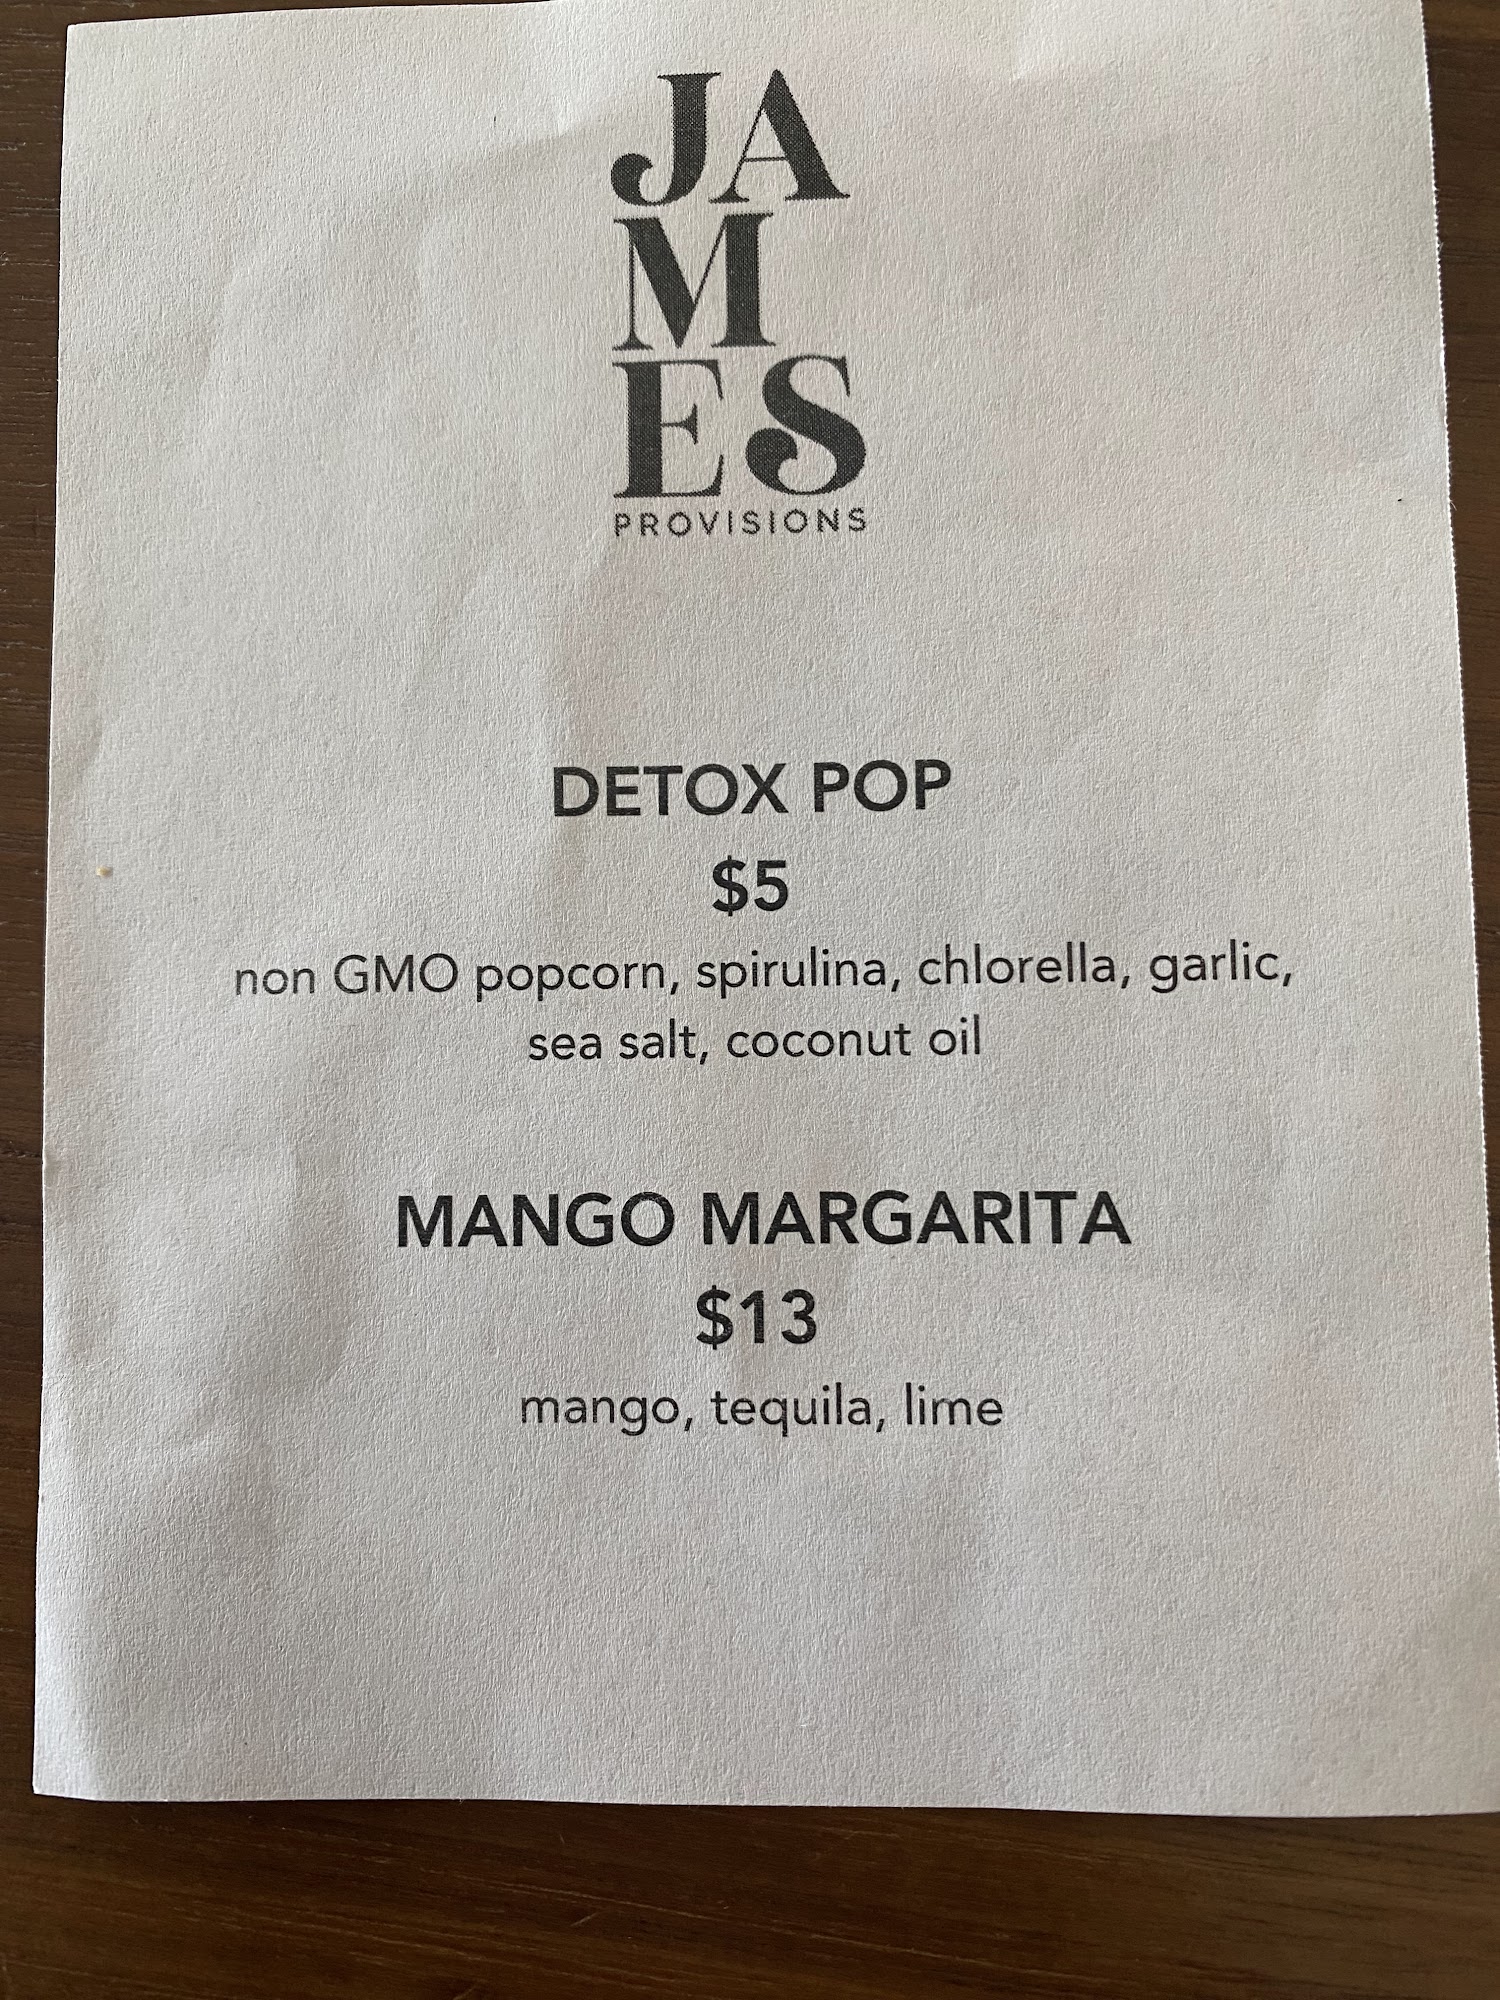 JA
M
ES
PROVISIONS
DETOX POP
$5
non GMO popcorn, spirulina, chlorella, garlic,
sea salt, coconut oil
MANGO MARGARITA
$13
mango, tequila, lime